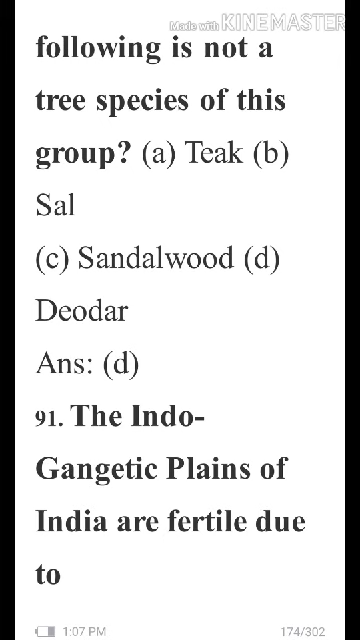 Made with KINEMASTER
following is not a
tree species of this
group? (a) Teak (b)
Sal
(c) Sandalwood (d)
Deodar
Ans: (d)
91. The Indo-
Gangetic Plains of
India are fertile due
to
1:07 PM 174/302